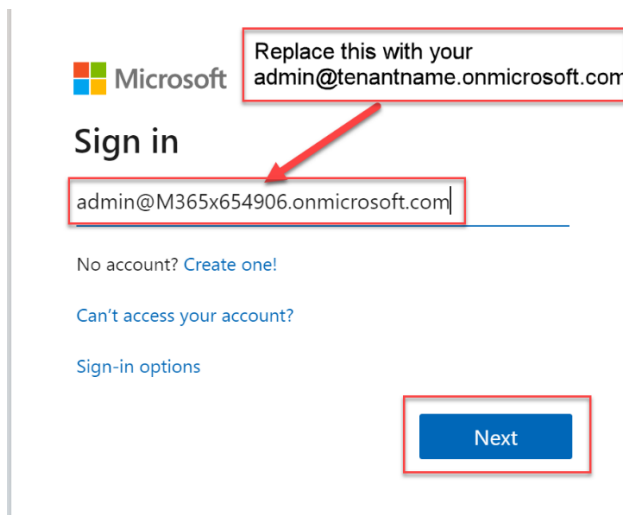 Replace this with your
admin@tenantname.onmicrosoft.com
Microsoft
Sign in
admin@M365x654906.onmicrosoft.com
No account? Create one!
Can't access your account?
Sign-in options
Next